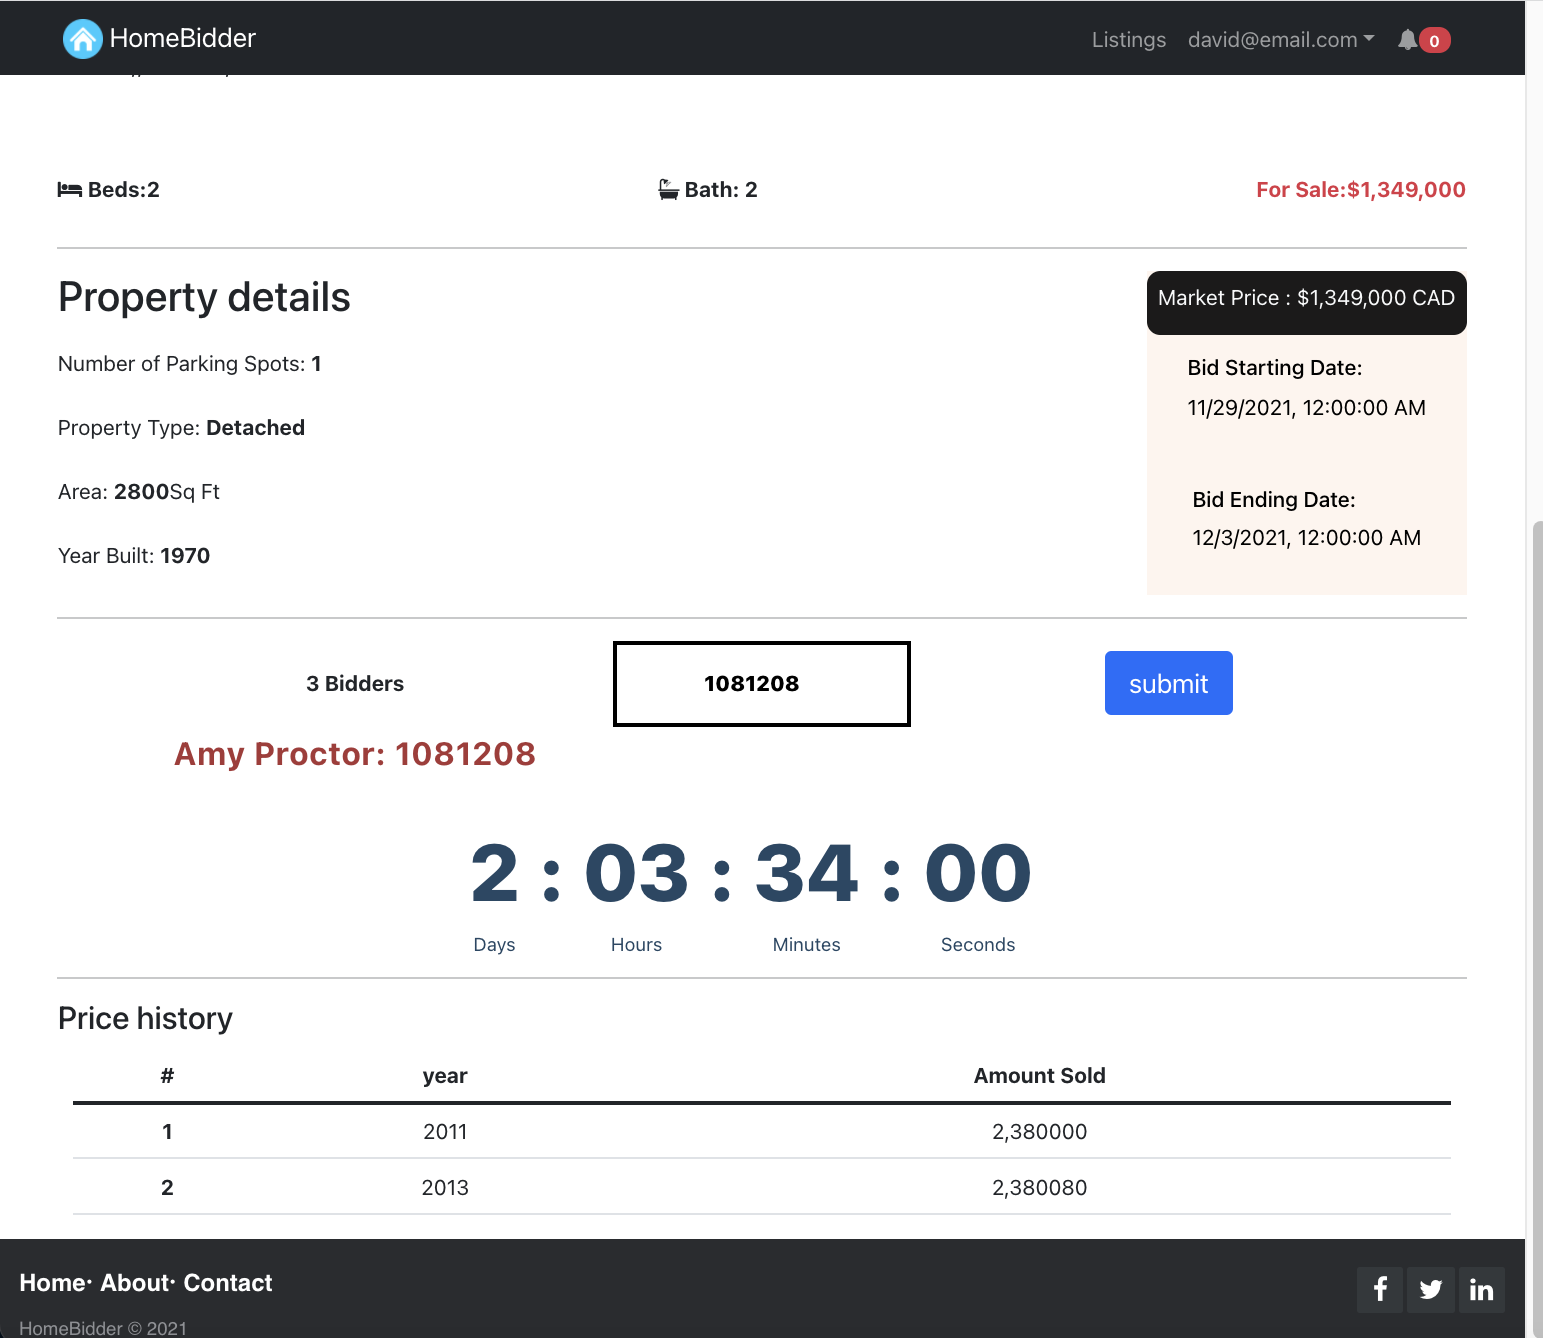 HomeBidder Listings david@email.com 0
Beds:2 Bath: 2 For Sale:$1,349,000
Property details
Market Price : $1,349,000 CAD
Number of Parking Spots: 1
Bid Starting Date:
11/29/2021, 12:00:00 AM
Property Type: Detached
Area: 2800Sq Ft
Bid Ending Date:
12/3/2021, 12:00:00 AM
Year Built: 1970
3 Bidders 1081208 submit
Amy Proctor: 1081208
2 : 03 : 34 : 00
Days Hours Minutes Seconds
Price history
# year Amount Sold
1 2011 2,380000
2 2013 2,380080
Home· About· Contact
HomeBidder © 2021